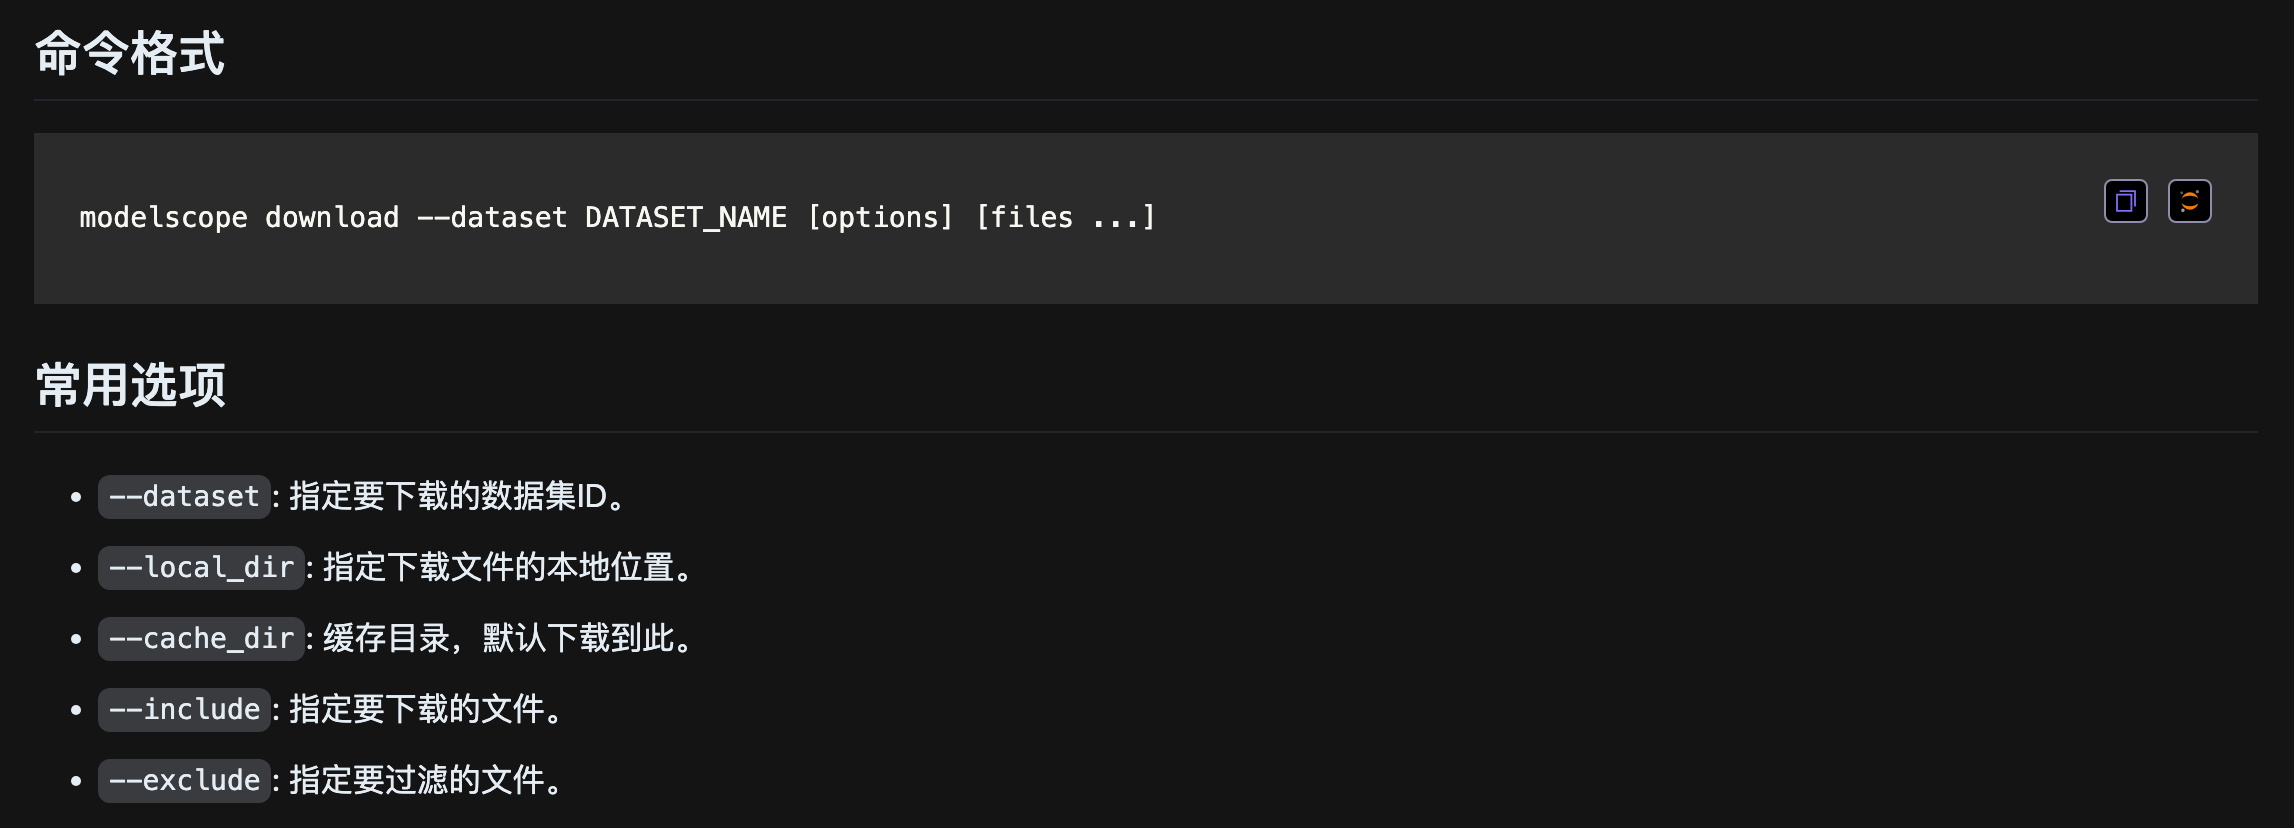 命令格式
modelscope download --dataset DATASET_NAME [options] [files ...]
常用选项
• --dataset: 指定要下载的数据集ID。
• --local_dir: 指定下载文件的本地位置。
• --cache_dir: 缓存目录，默认下载到此。
• --include: 指定要下载的文件。
• --exclude: 指定要过滤的文件。